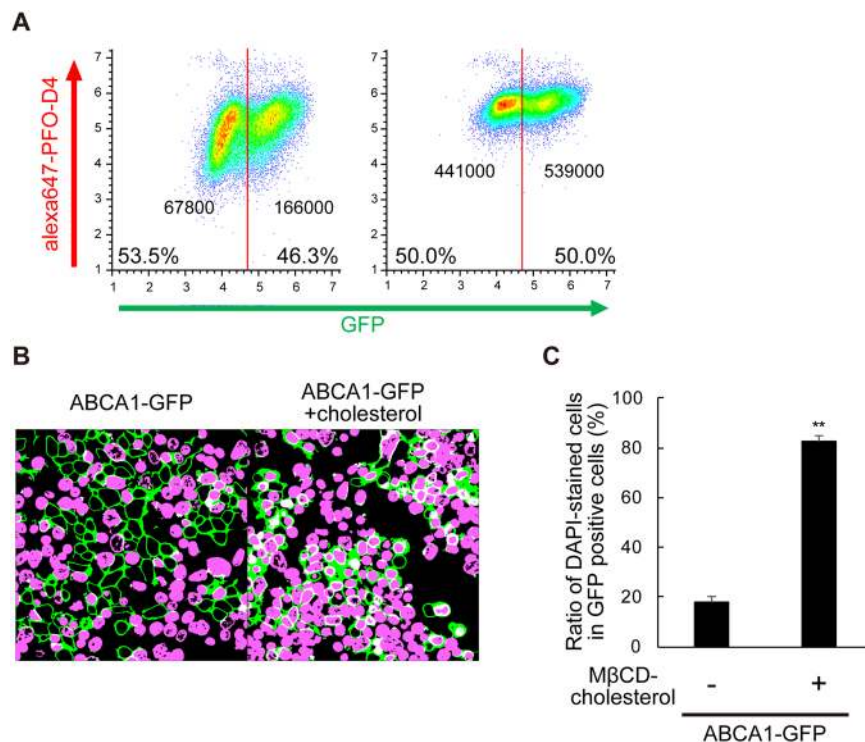 A
alexa647-PFO-D4
7
6
5
4
3
2
1
67800 166000
53.5% 46.3%
1 2 3 4 5 6 7
7
6
5
4
3
2
1
441000 539000
50.0% 50.0%
1 2 3 4 5 6 7
GFP
B
ABCA1-GFP
ABCA1-GFP
+cholesterol
C
Ratio of DAPI-stained cells
in GFP positive cells (%)
100
80
60
40
20
0
**
MβCD-
cholesterol
- +
ABCA1-GFP